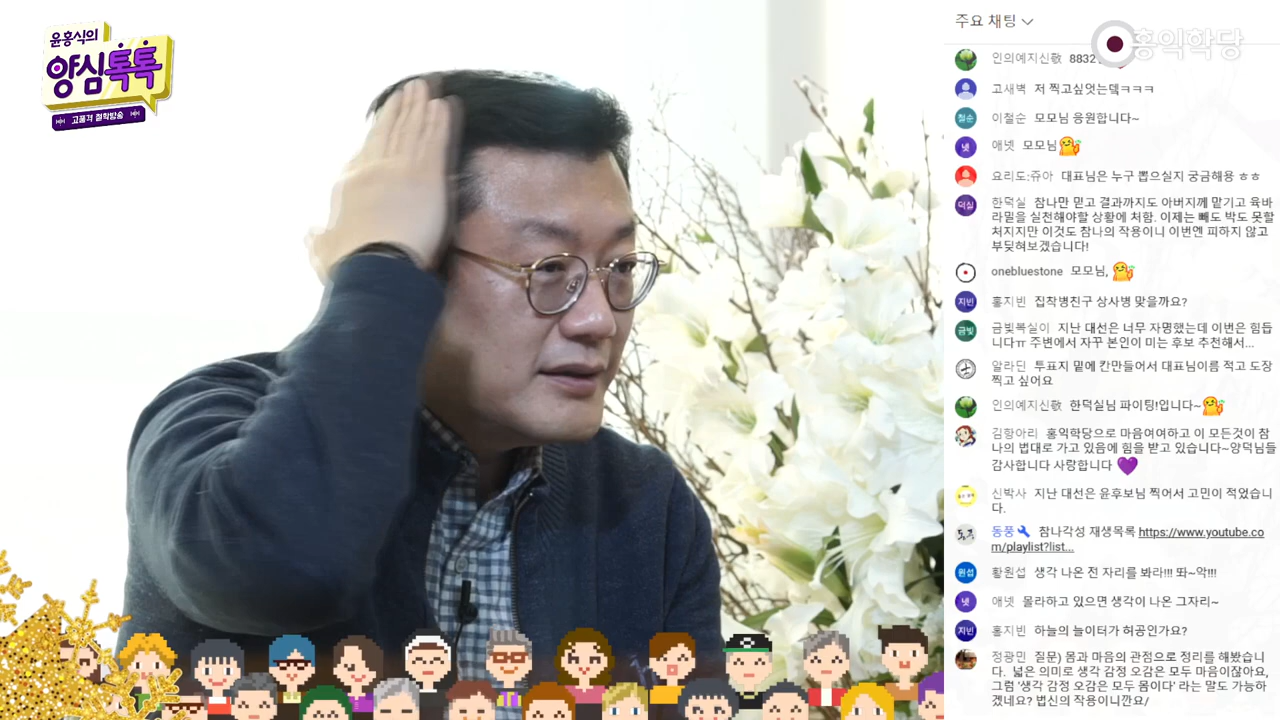 윤홍식의
양심톡톡
고품격 철학방송
주요 채팅
홍익학당
인의예지신敬 8832
고새벽 저 찍고싶엇는뎈ㅋㅋㅋ
이철순 모모님 응원합니다~
애넷 모모님
요리도:쥬아 대표님은 누구 뽑으실지 궁금해용 ㅎㅎ
한덕실 참나만 믿고 결과까지도 아버지께 맡기고 육바
라밀을 실천해야할 상황에 처함. 이제는 빼도 박도 못할
처지지만 이것도 참나의 작용이니 이번엔 피하지 않고
부딪혀보겠습니다!
onebluestone 모모님,
홍지빈 집착병친구 상사병 맞을까요?
금빛복실이 지난 대선은 너무 자명했는데 이번은 힘듭
니다ㅠ 주변에서 자꾸 본인이 미는 후보 추천해서...
알라딘 투표지 밑에 칸만들어서 대표님이름 적고 도장
찍고 싶어요
인의예지신敬 한덕실님 파이팅!입니다~
김항아리 홍익학당으로 마음여여하고 이 모든것이 참
나의 법대로 가고 있음에 힘을 받고 있습니다~양덕님들
감사합니다 사랑합니다
신박사 지난 대선은 윤후보님 찍어서 고민이 적었습니
다.
동풍 참나각성 재생목록 https://www.youtube.co
m/playlist?list...
황원섭 생각 나온 전 자리를 봐라!!! 똬~악!!!
애넷 몰라하고 있으면 생각이 나온 그자리~
홍지빈 하늘의 놀이터가 허공인가요?
정광민 질문) 몸과 마음의 관점으로 정리를 해봤습니
다. 넓은 의미로 생각 감정 오감은 모두 마음이잖아요,
그럼 '생각 감정 오감은 모두 몸이다' 라는 말도 가능하
겠네요? 법신의 작용이니깐요/